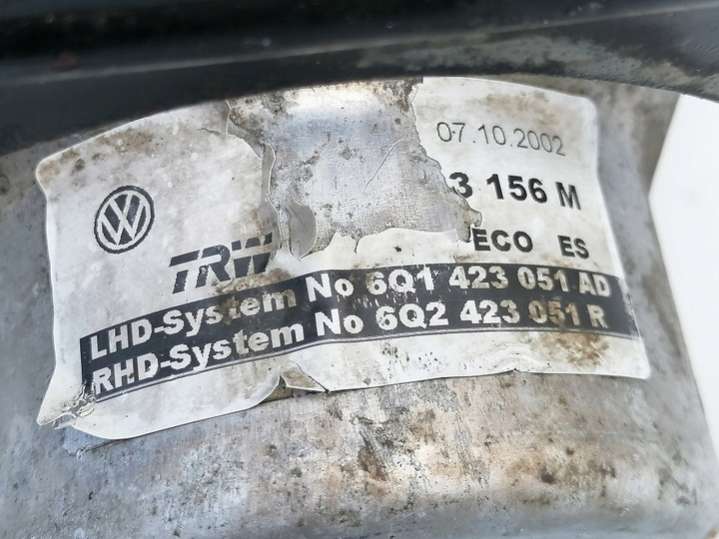 07.10.2002
3 156 M
VW
TRW
ECO ES
LHD-System No 6Q1 423 051 AD
RHD-System No 6Q2 423 051 R